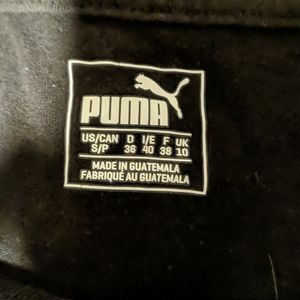 PUMA
US/CAN D I/E F UK
S/P 36 40 38 10
MADE IN GUATEMALA
FABRIQUÉ AU GUATEMALA